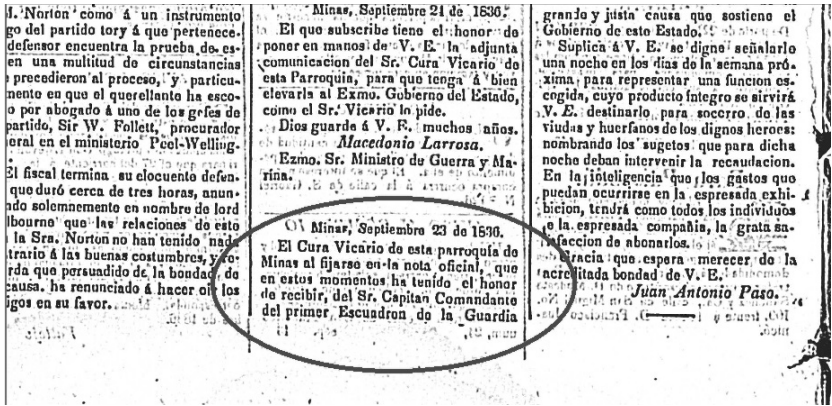 I. Norton como á un instrumento
go del partido tory á que pertenece.
defensor encuentra la prueba de es-
en una multitud de circunstancias
precedieron al proceso, y particu-
mente en que el querellante ha esco-
o por abogado á uno de los gefes de
partido, Sir W. Follett, procurador
eral en el ministerio Peel-Welling-
El fiscal termina su elocuento defen-
que duró cerca de tres horas, anun-
ndo solemnemento en nombre de lord
lbourne que las relaciones de esto
la Sra. Norton no han tenido nada
trario á las buenas costumbres, y
rda que persuadido de la bondad de
causa, ha renunciado á hacer oir los
igos en su favor.
Minas, Septiembre 21 de 1836.
El que subscribe tiene el honor de
poner en manos de V. E. la adjunta
comunicacion del Sr. Cura Vicario de
esta Parroquia, para que tenga á bien
elevarla al Exmo. Gobierno del Estado,
como el Sr. Vicario lo pide.
Dios guarde á V. E. muchos años.
Macedonio Larrosa.
Ezmo. Sr. Ministro de Guerra y Ma-
rina.
Minas, Septiembre 23 de 1836.
El Cura Vicario de esta parroquia de
Minas al fijarse en la nota oficial, que
en estos momentos ha tenido el honor
de recibir, del Sr. Capitan Comandante
del primer Escuadron de la Guardia
grande y justa causa que sostiene el
Gobierno de este Estado.
Suplica á V. E. se digne señalarle
una noche en los dias de la semana pró-
xima, para representar una funcion es-
cogida, cuyo producto integro se sirvirá
V. E. destinarlo para socorro de las
viudas y huerfanos de los dignos heroes:
nombrando los sugetos que para dicha
noche deban intervenir la recaudacion.
En la inteligencia que los gastos que
puedan ocurrirse en la espresada exhi-
bicion, tendrá como todos los individuos
e la espresada compañia, la grata sa-
sfaccion de abonarlos.
Gracia que espera merecer de la
acreditada bondad de V. E.
Juan Antonio Paso.